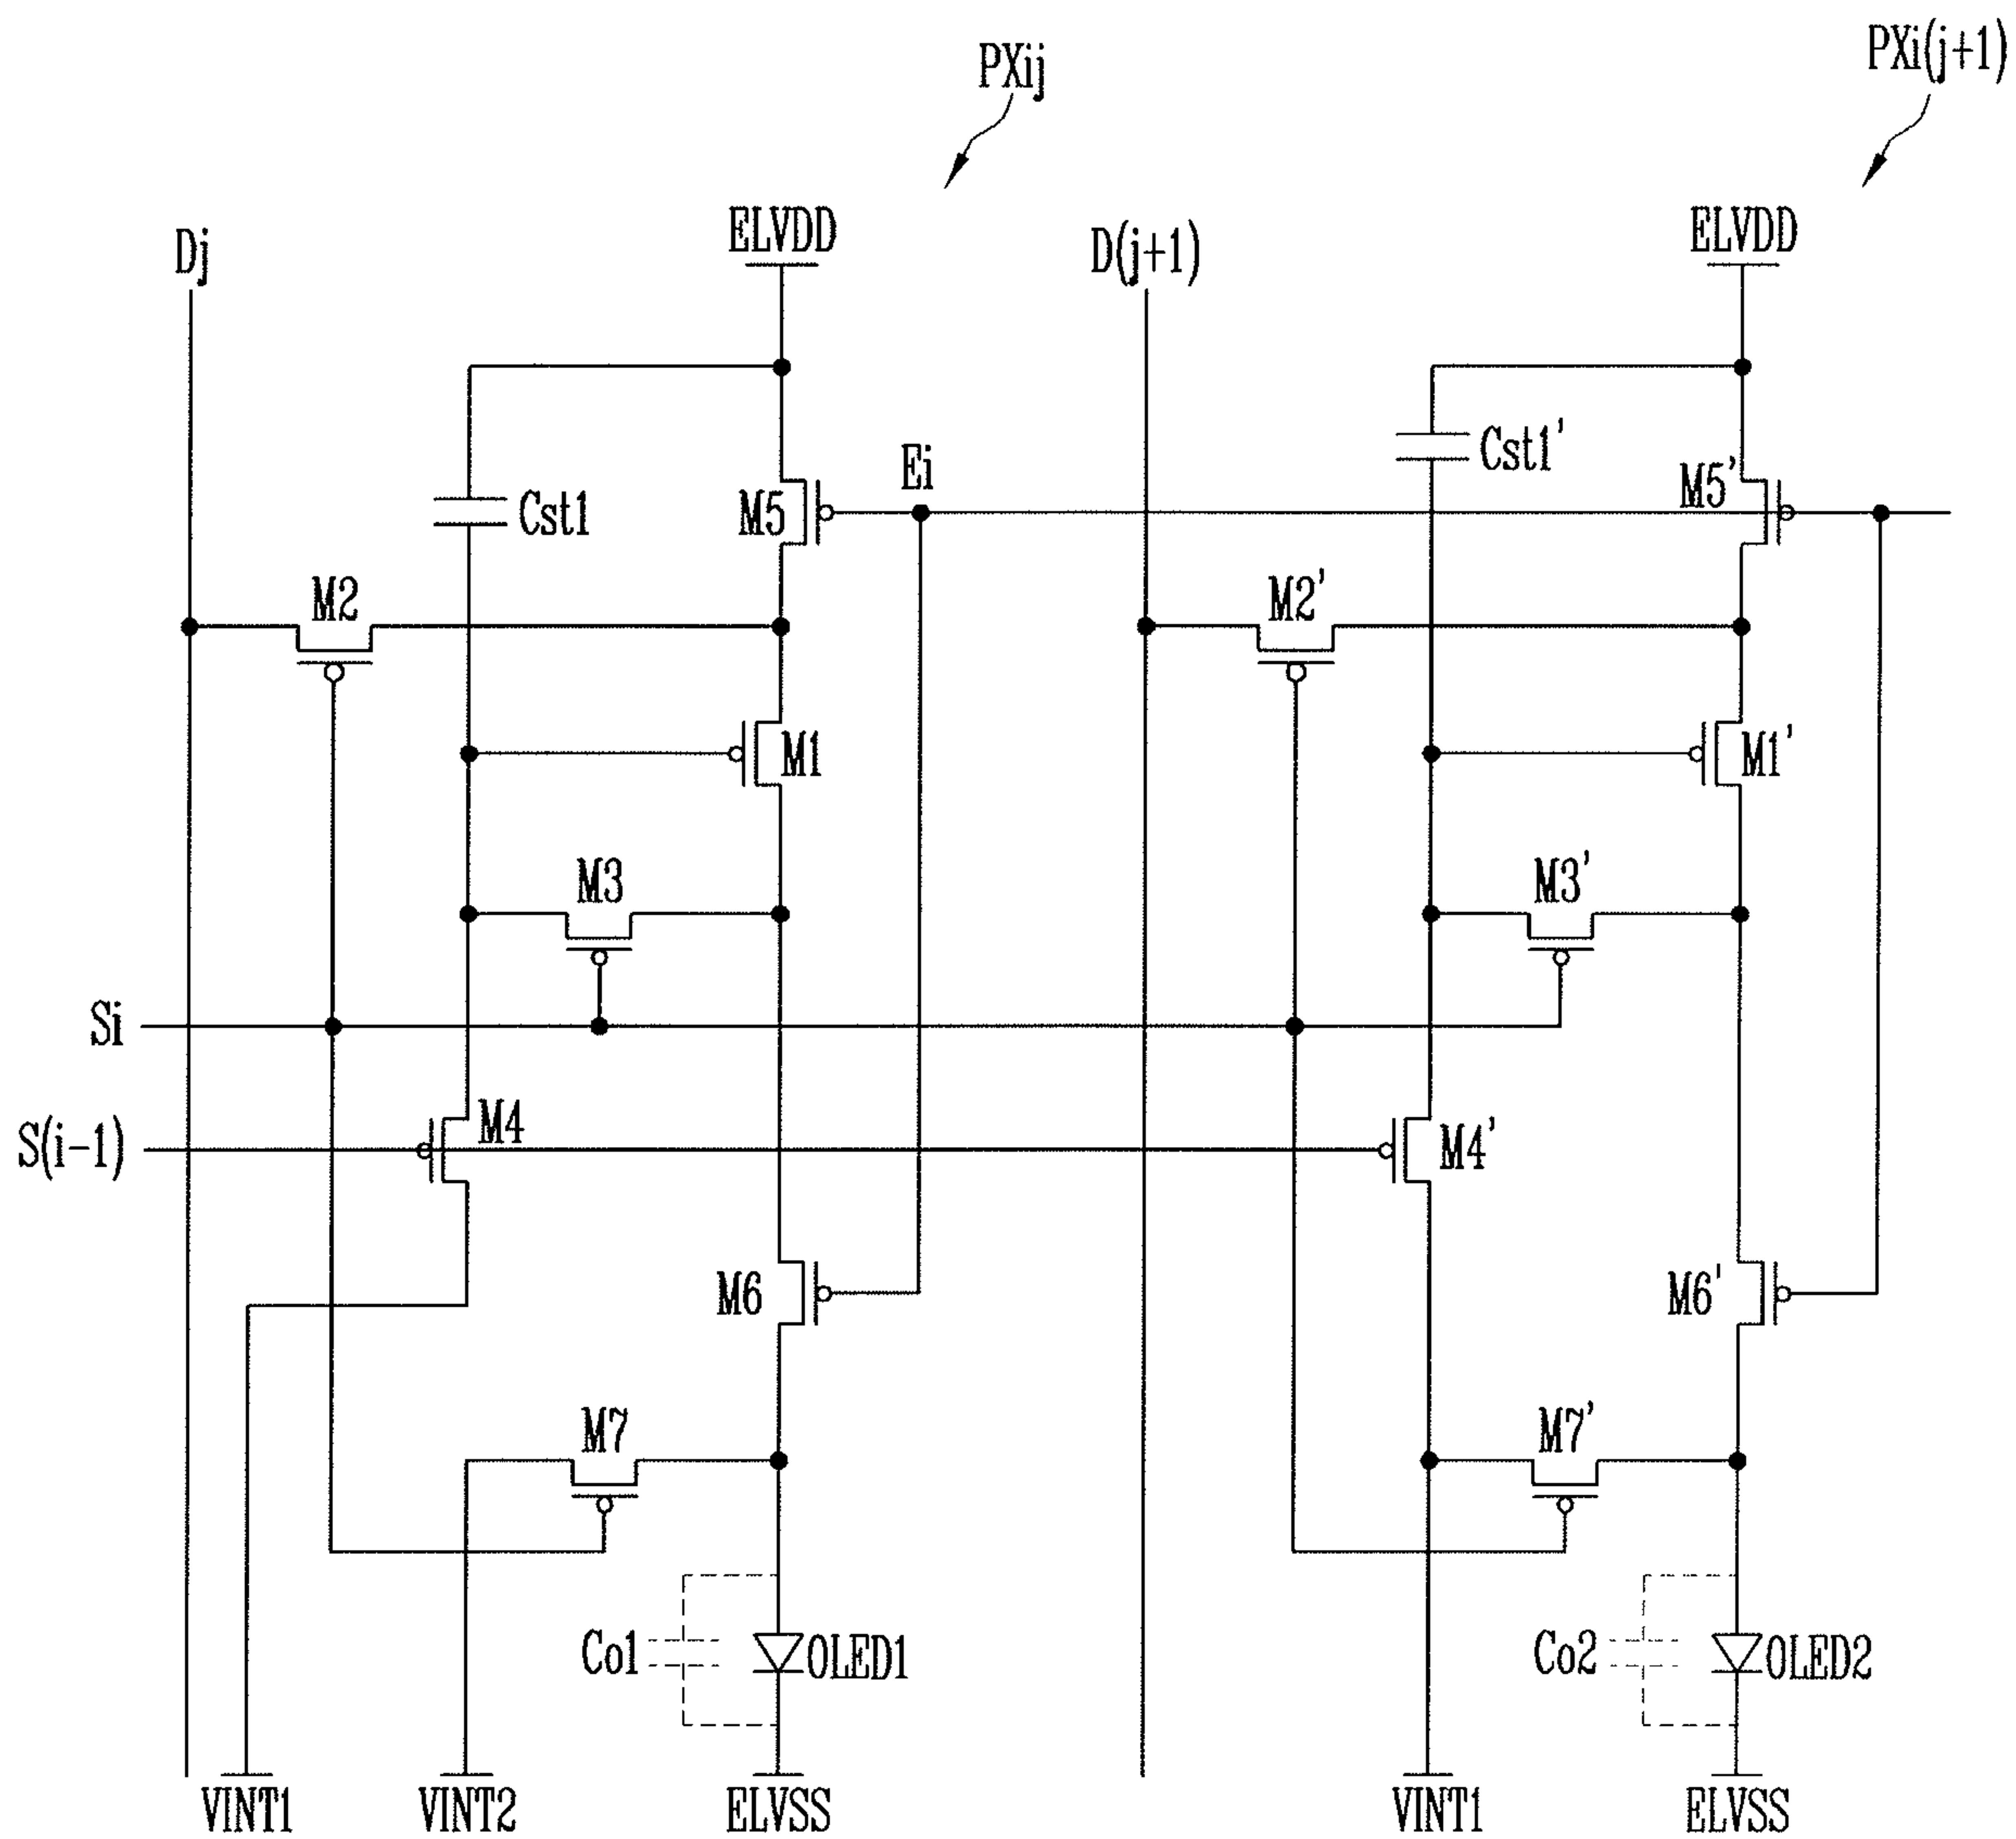 PXij
PXi(j+1)
Dj
ELVDD
D(j+1)
ELVDD
Cst1
M5
Ei
Cst1'
M5'
M2
M2'
M1
M1'
M3
M3'
Si
S(i-1)
M4
M4'
M6
M6'
M7
M7'
Co1
OLED1
Co2
OLED2
VINT1
VINT2
ELVSS
VINT1
ELVSS